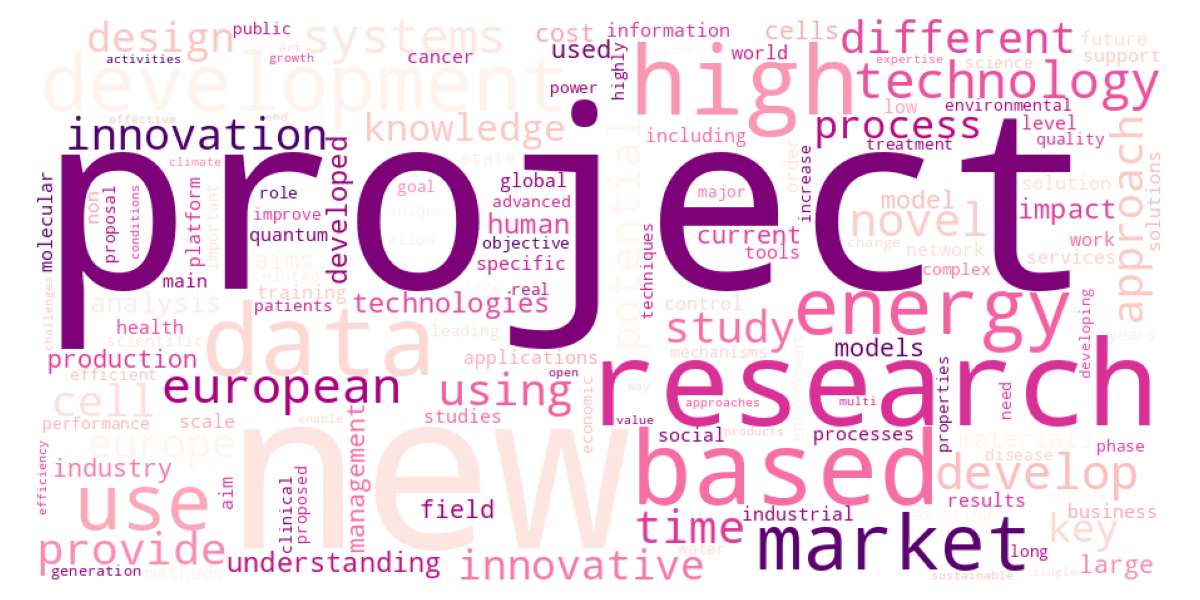 design
public
activities
art
growth
systems
cancer
cost
used
information
world
cells
different
future
support
expertise
science
technology
development
highly
power
high
low
environmental
effective
end
innovation
knowledge
including
process
level
quality
treatment
project
climate
state
potential
order
increase
approach
solutions
solution
molecular
non
proposal
conditions
platform
important
role
improve
quantum
developed
goal
unique
allow
global
advanced
human
objective
specific
major
current
tools
techniques
novel
model
change
network
complex
impact
work
services
main
aims
related
training
patients
life
real
technologies
analysis
data
challenges
health
scientific
production
efficient
leading
applications
control
energy
study
mechanisms
models
developing
years
european
using
open
research
cell
performance
scale
studies
economic
way
approaches
multi
environment
properties
need
value
products
social
processes
europe
enable
new
management
based
materials
disease
phase
industry
efficiency
use
aim
clinical
proposed
field
develop
results
business
time
industrial
existing
key
provide
understanding
innovative
water
market
long
large
generation
methods
sustainable
single